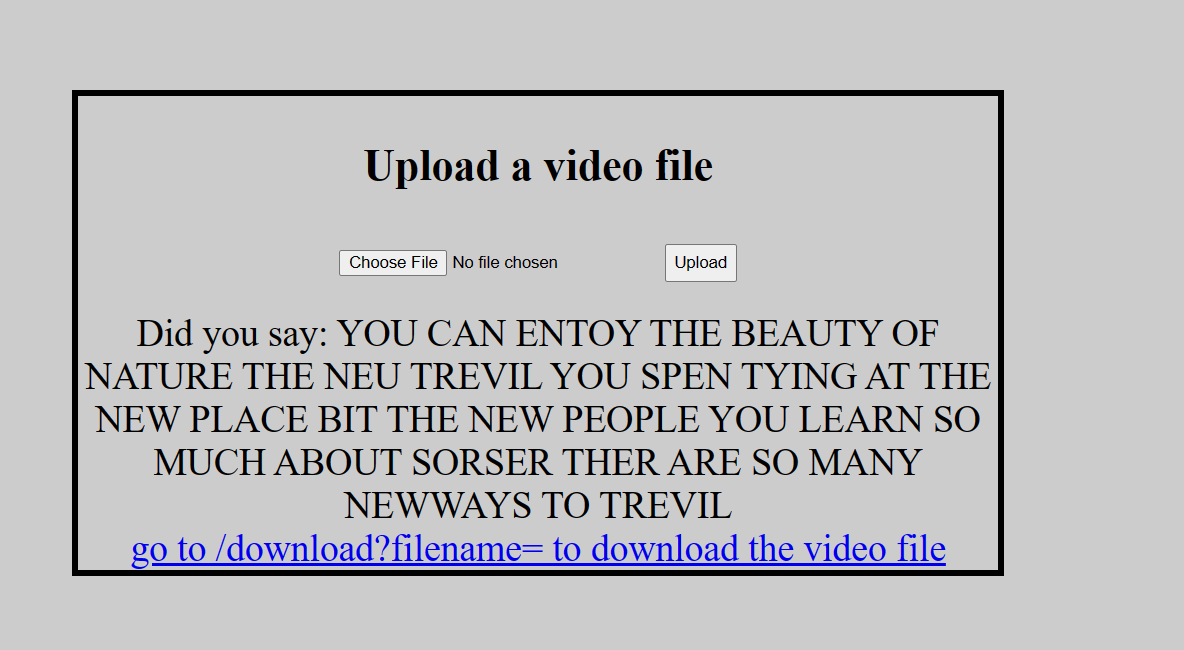 Upload a video file
Choose File No file chosen Upload
Did you say: YOU CAN ENTOY THE BEAUTY OF
NATURE THE NEU TREVIL YOU SPEN TYING AT THE
NEW PLACE BIT THE NEW PEOPLE YOU LEARN SO
MUCH ABOUT SORSER THER ARE SO MANY
NEWWAYS TO TREVIL
go to /download?filename= to download the video file